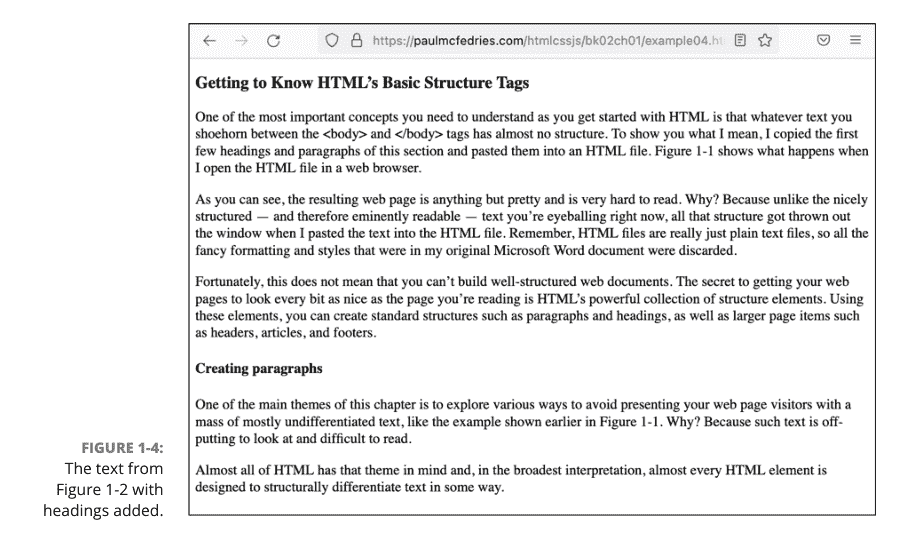 https://paulmcfedries.com/htmlcssjs/bk02ch01/example04.ht
Getting to Know HTML’s Basic Structure Tags
One of the most important concepts you need to understand as you get started with HTML is that whatever text you
shoehorn between the <body> and </body> tags has almost no structure. To show you what I mean, I copied the first
few headings and paragraphs of this section and pasted them into an HTML file. Figure 1-1 shows what happens when
I open the HTML file in a web browser.
As you can see, the resulting web page is anything but pretty and is very hard to read. Why? Because unlike the nicely
structured — and therefore eminently readable — text you’re eyeballing right now, all that structure got thrown out
the window when I pasted the text into the HTML file. Remember, HTML files are really just plain text files, so all the
fancy formatting and styles that were in my original Microsoft Word document were discarded.
Fortunately, this does not mean that you can’t build well-structured web documents. The secret to getting your web
pages to look every bit as nice as the page you’re reading is HTML’s powerful collection of structure elements. Using
these elements, you can create standard structures such as paragraphs and headings, as well as larger page items such
as headers, articles, and footers.
Creating paragraphs
One of the main themes of this chapter is to explore various ways to avoid presenting your web page visitors with a
mass of mostly undifferentiated text, like the example shown earlier in Figure 1-1. Why? Because such text is off-
putting to look at and difficult to read.
Almost all of HTML has that theme in mind and, in the broadest interpretation, almost every HTML element is
designed to structurally differentiate text in some way.
FIGURE 1-4:
The text from
Figure 1-2 with
headings added.